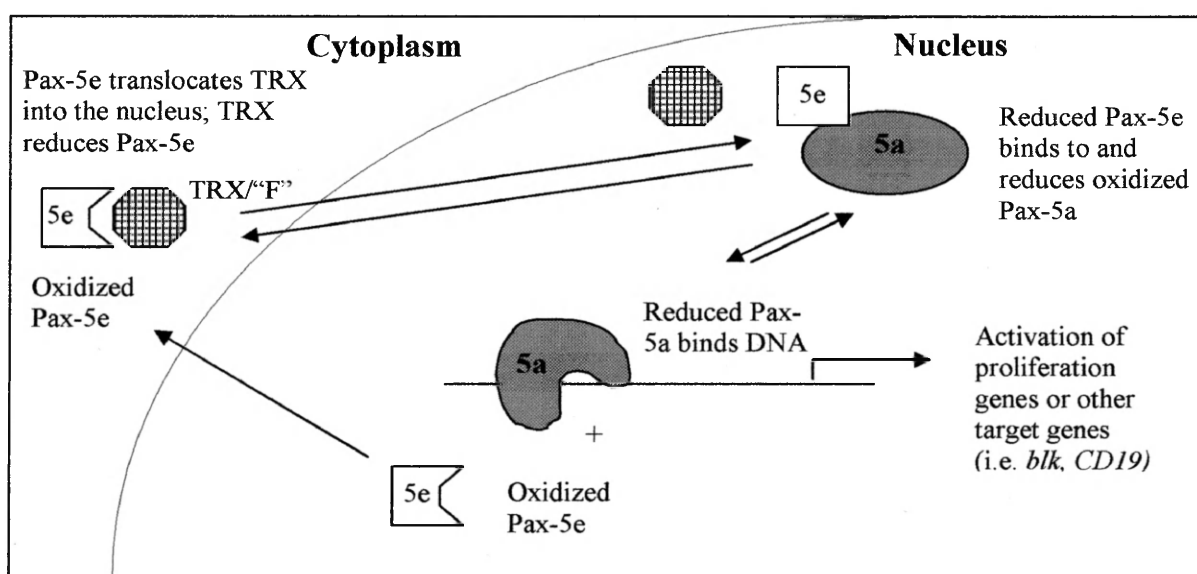 Cytoplasm
Nucleus
Pax-5e translocates TRX
into the nucleus; TRX
reduces Pax-5e
TRX/“F”
5e
Oxidized
Pax-5e
5e
5a
Reduced Pax-5e
binds to and
reduces oxidized
Pax-5a
Reduced Pax-
5a binds DNA
5a
+
5e
Oxidized
Pax-5e
Activation of
proliferation
genes or other
target genes
(i.e. blk, CD19)